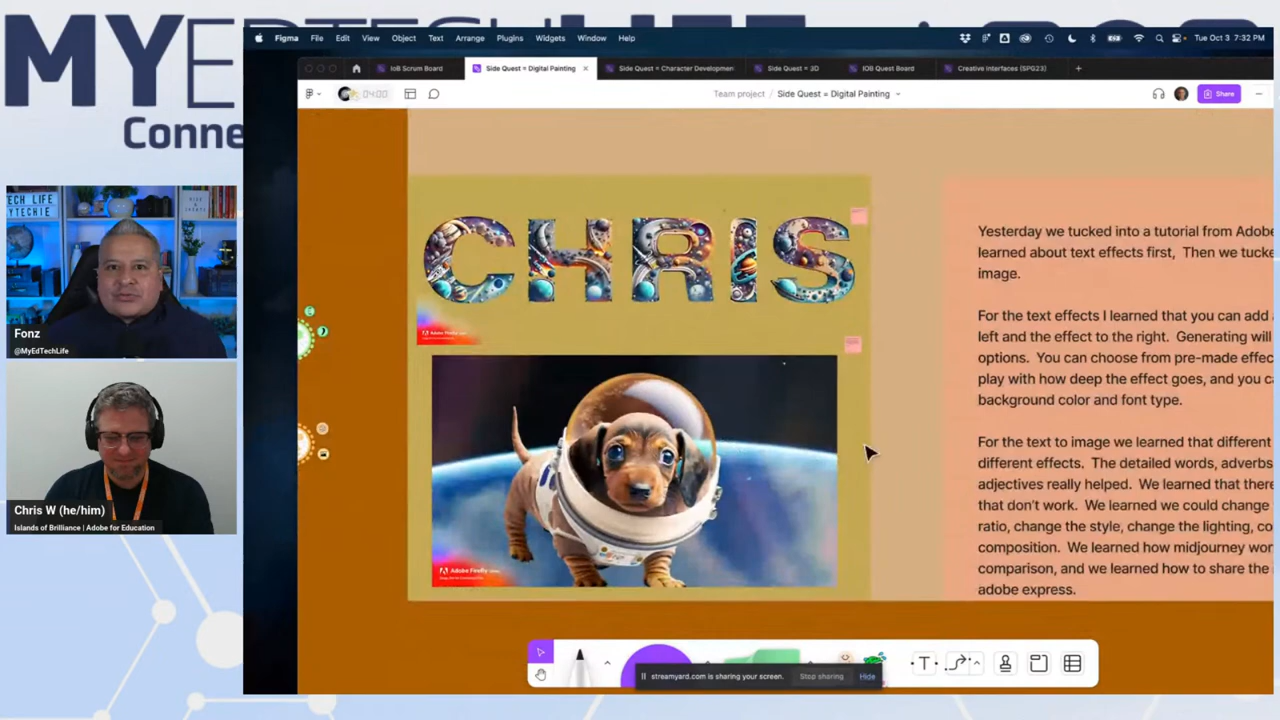 MY
Conne
TECH LIFE
Fonz
@MyEdTechLife
Chris W (he/him)
Islands of Brilliance | Adobe for Education
Figma File Edit View Object Text Arrange Plugins Widgets Window Help
Tue Oct 3 7:32 PM
IoB Scrum Board
Side Quest = Digital Painting
Side Quest = Character Developmen
Side Quest = 3D
IOB Quest Board
Creative Interfaces (SPG23)
04:00
Team project / Side Quest = Digital Painting
Share
CHRIS
Adobe Firefly
Adobe Firefly
Yesterday we tucked into a tutorial from Adobe
learned about text effects first, Then we tucke
image.
For the text effects I learned that you can add
left and the effect to the right. Generating will
options. You can choose from pre-made effec
play with how deep the effect goes, and you ca
background color and font type.
For the text to image we learned that different
different effects. The detailed words, adverbs
adjectives really helped. We learned that there
that don't work. We learned we could change
ratio, change the style, change the lighting, co
composition. We learned how midjourney wor
comparison, and we learned how to share the
adobe express.
T
streamyard.com is sharing your screen.
Stop sharing
Hide